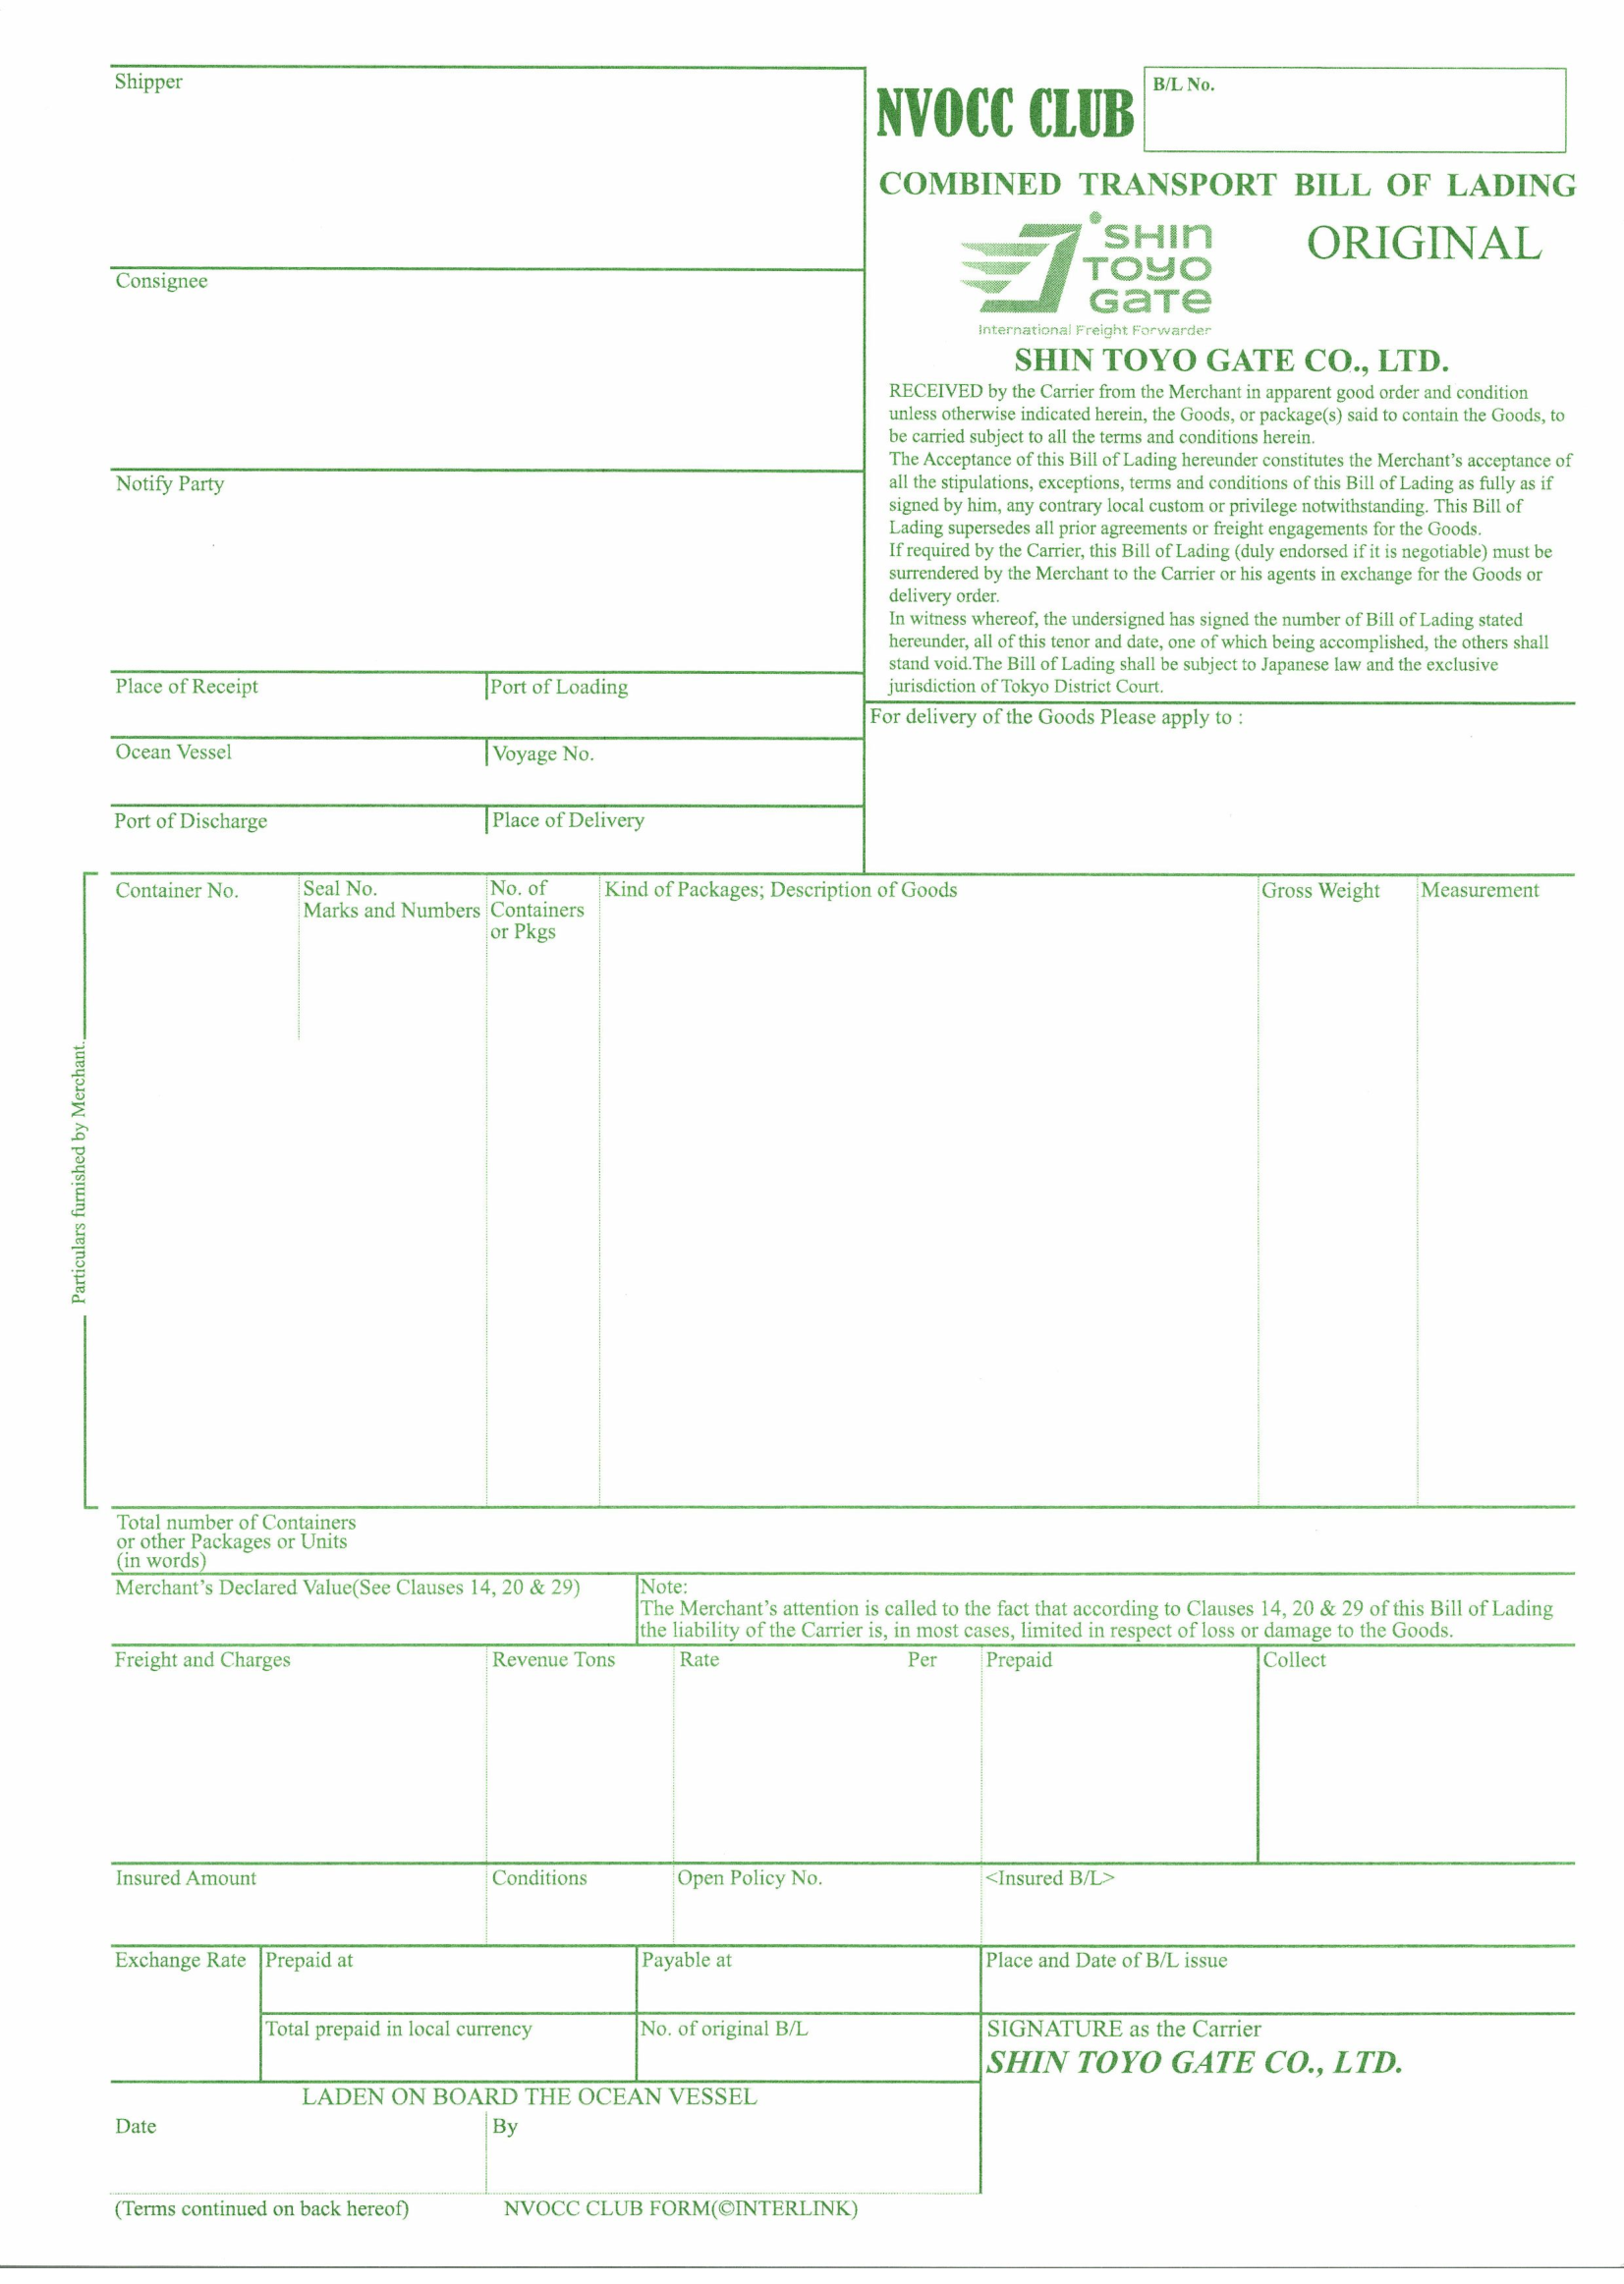 Shipper
NVOCC CLUB
B/L No.
COMBINED TRANSPORT BILL OF LADING
SHIN
TOYO
GATE
International Freight Forwarder
ORIGINAL
SHIN TOYO GATE CO., LTD.
RECEIVED by the Carrier from the Merchant in apparent good order and condition
unless otherwise indicated herein, the Goods, or package(s) said to contain the Goods, to
be carried subject to all the terms and conditions herein.
The Acceptance of this Bill of Lading hereunder constitutes the Merchant's acceptance of
all the stipulations, exceptions, terms and conditions of this Bill of Lading as fully as if
signed by him, any contrary local custom or privilege notwithstanding. This Bill of
Lading supersedes all prior agreements or freight engagements for the Goods.
If required by the Carrier, this Bill of Lading (duly endorsed if it is negotiable) must be
surrendered by the Merchant to the Carrier or his agents in exchange for the Goods or
delivery order.
In witness whereof, the undersigned has signed the number of Bill of Lading stated
hereunder, all of this tenor and date, one of which being accomplished, the others shall
stand void.The Bill of Lading shall be subject to Japanese law and the exclusive
jurisdiction of Tokyo District Court.
Consignee
Notify Party
Place of Receipt
Port of Loading
For delivery of the Goods Please apply to :
Ocean Vessel
Voyage No.
Port of Discharge
Place of Delivery
Particulars furnished by Merchant.
Container No.
Seal No.
Marks and Numbers
No. of
Containers
or Pkgs
Kind of Packages; Description of Goods
Gross Weight
Measurement
Total number of Containers
or other Packages or Units
(in words)
Merchant's Declared Value(See Clauses 14, 20 & 29)
Note:
The Merchant's attention is called to the fact that according to Clauses 14, 20 & 29 of this Bill of Lading
the liability of the Carrier is, in most cases, limited in respect of loss or damage to the Goods.
Freight and Charges
Revenue Tons
Rate
Per
Prepaid
Collect
Insured Amount
Conditions
Open Policy No.
<Insured B/L>
Exchange Rate
Prepaid at
Payable at
Place and Date of B/L issue
Total prepaid in local currency
No. of original B/L
SIGNATURE as the Carrier
SHIN TOYO GATE CO., LTD.
LADEN ON BOARD THE OCEAN VESSEL
Date
By
(Terms continued on back hereof)
NVOCC CLUB FORM(©INTERLINK)